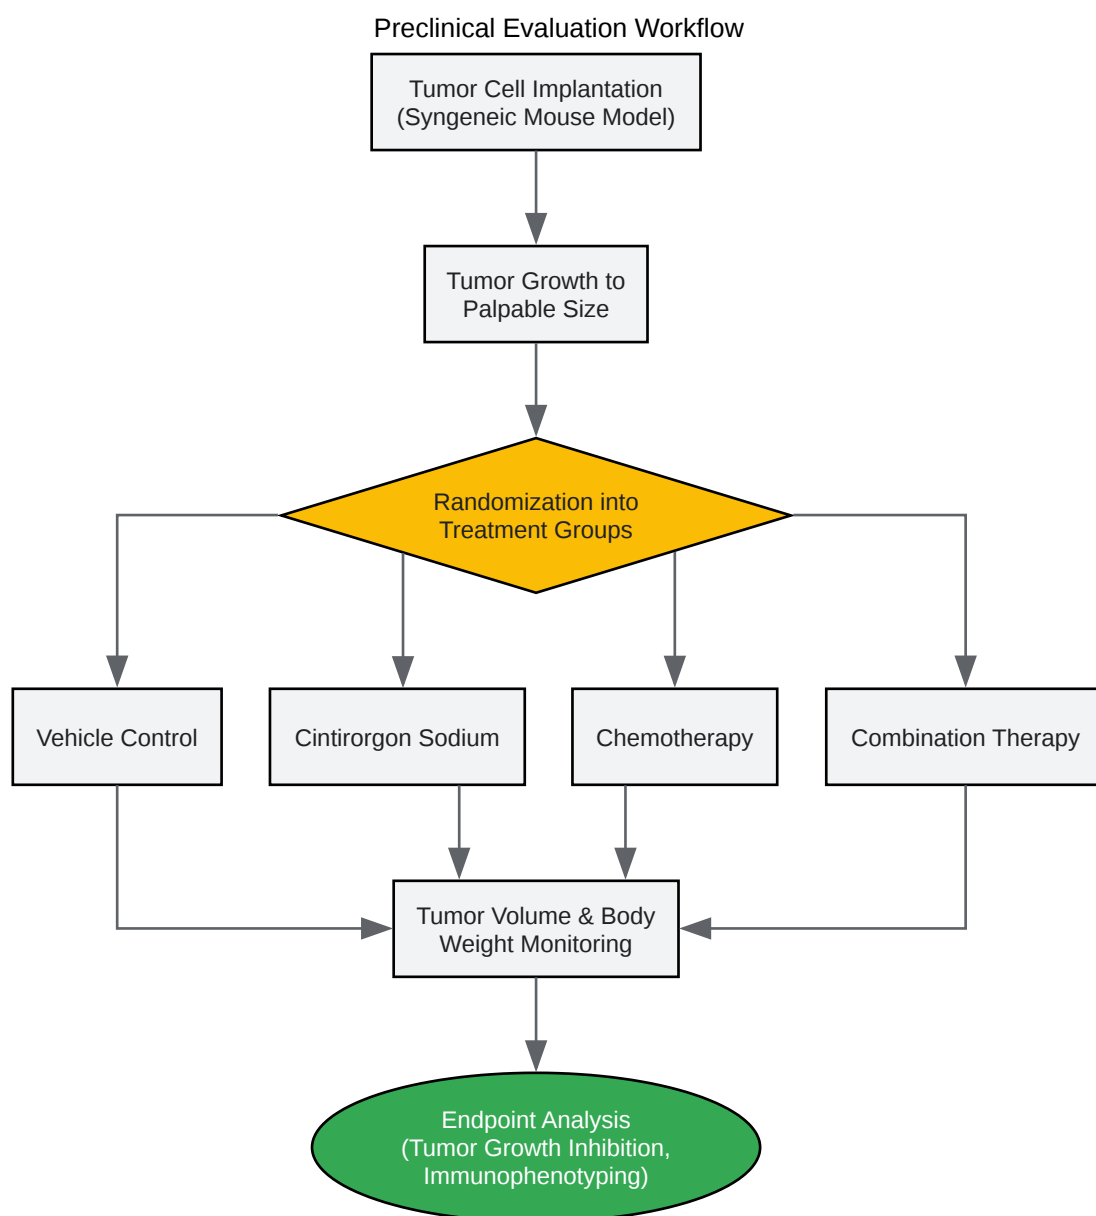 Preclinical Evaluation Workflow
Tumor Cell Implantation
(Syngeneic Mouse Model)
Tumor Growth to
Palpable Size
Randomization into
Treatment Groups
Vehicle Control
Cintirorgon Sodium
Chemotherapy
Combination Therapy
Tumor Volume & Body
Weight Monitoring
Endpoint Analysis
(Tumor Growth Inhibition,
Immunophenotyping)